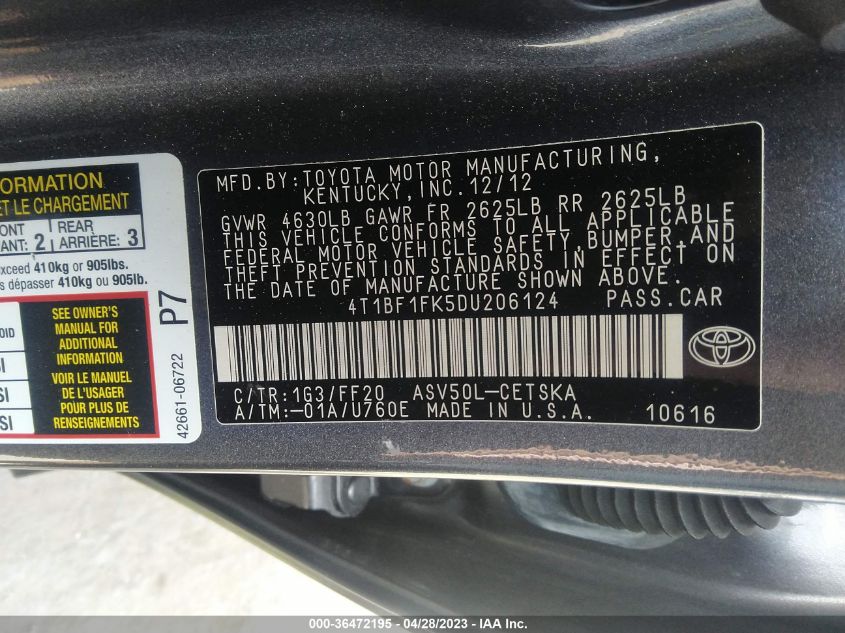 FORMATION
ET LE CHARGEMENT
2 REAR
ARRIÈRE: 3
exceed 410kg or 905lbs.
s dépasser 410kg ou 905lb.
SEE OWNER'S
MANUAL FOR
ADDITIONAL
INFORMATION
VOIR LE MANUEL
DE L'USAGER
POUR PLUS DE
RENSEIGNEMENTS
P7
42661-06722
MFD. BY: TOYOTA MOTOR MANUFACTURING,
KENTUCKY, INC. 12/12
GVWR 4630LB GAWR FR 2625LB RR 2625LB
THIS VEHICLE CONFORMS TO ALL APPLICABLE
FEDERAL MOTOR VEHICLE SAFETY, BUMPER, AND
THEFT PREVENTION STANDARDS IN EFFECT ON
THE DATE OF MANUFACTURE SHOWN ABOVE.
4T1BF1FK5DU206124 PASS. CAR
C/TR: 1G3/FF20 ASV50L-CETSKA
A/TM: -01A/U760E MADE IN U.S.A. 10616
000-36472195 - 04/28/2023 - IAA Inc.